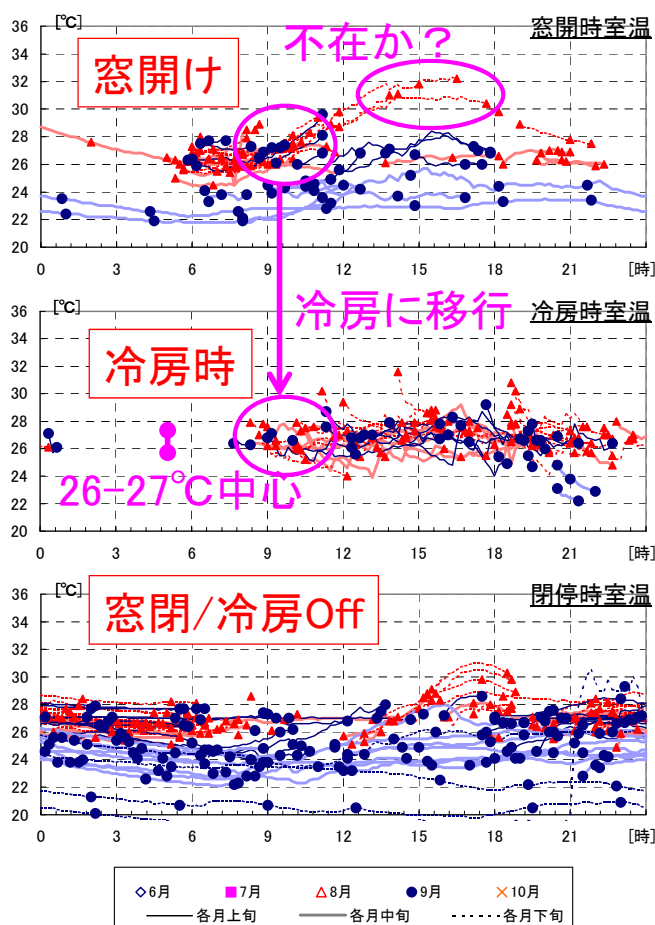 [℃]
不在か？
窓開時室温
窓開け
36
34
32
30
28
26
24
22
20
0 3 6 9 12 15 18 21 [時]
冷房に移行
[℃]
冷房時室温
冷房時
36
34
32
30
28
26
24
22
20
26-27℃中心
0 3 6 9 12 15 18 21 [時]
[℃]
閉停時室温
窓閉/冷房Off
36
34
32
30
28
26
24
22
20
0 3 6 9 12 15 18 21 [時]
6月 7月 8月 9月 10月
各月上旬 各月中旬 各月下旬